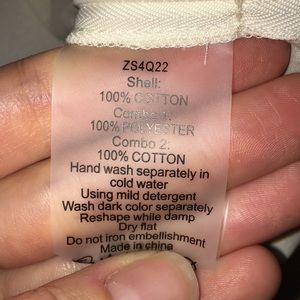 ZS4Q22
Shell:
100% COTTON
Combo 1:
100% POLYESTER
Combo 2:
100% COTTON
Hand wash separately in
cold water
Using mild detergent
Wash dark color separately
Reshape while damp
Dry flat
Do not iron embellishment
Made in china